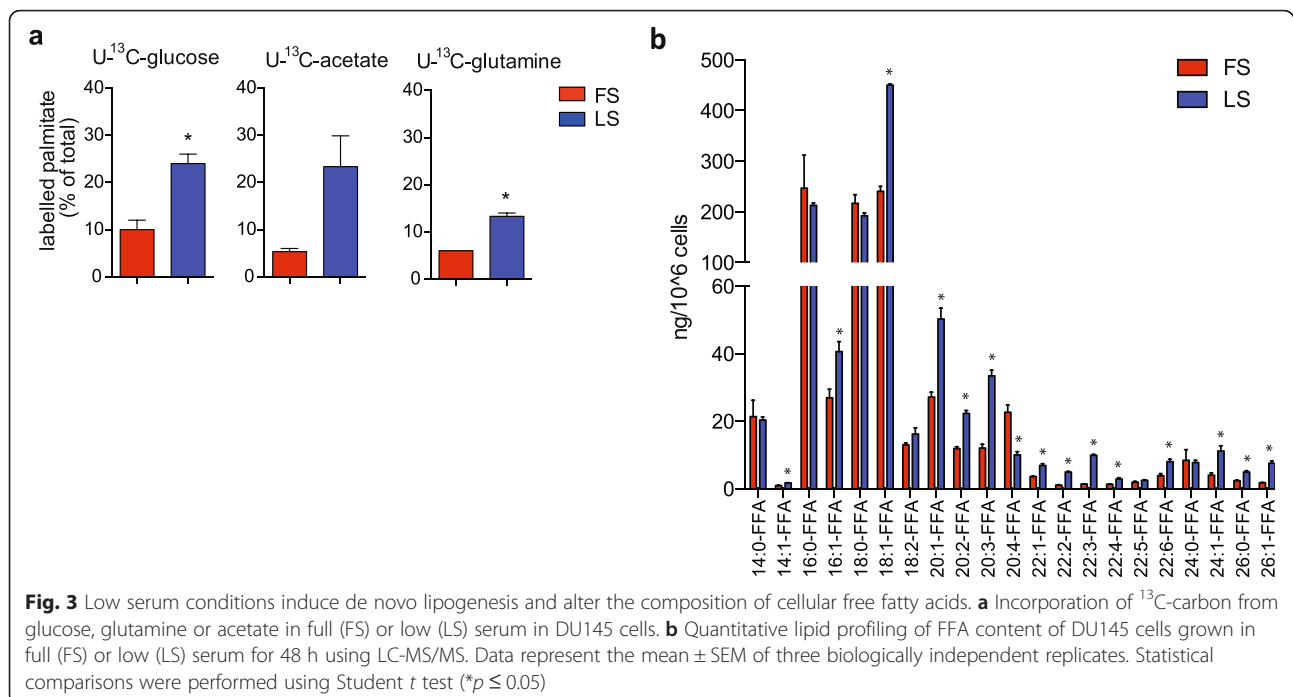 a
U-13C-glucose
U-13C-acetate
U-13C-glutamine
FS
LS
labelled palmitate
(% of total)
40
30
20
10
0
*
40
30
20
10
0
40
30
20
10
0
*
b
FS
LS
ng/10^6 cells
500
400
300
200
100
60
40
20
0
* * * * * * * * * * * * * *
14:0-FFA
14:1-FFA
16:0-FFA
16:1-FFA
18:0-FFA
18:1-FFA
18:2-FFA
20:1-FFA
20:2-FFA
20:3-FFA
20:4-FFA
22:1-FFA
22:2-FFA
22:3-FFA
22:4-FFA
22:5-FFA
22:6-FFA
24:0-FFA
24:1-FFA
26:0-FFA
26:1-FFA
Fig. 3 Low serum conditions induce de novo lipogenesis and alter the composition of cellular free fatty acids. a Incorporation of 13C-carbon from
glucose, glutamine or acetate in full (FS) or low (LS) serum in DU145 cells. b Quantitative lipid profiling of FFA content of DU145 cells grown in
full (FS) or low (LS) serum for 48 h using LC-MS/MS. Data represent the mean ± SEM of three biologically independent replicates. Statistical
comparisons were performed using Student t test (*p ≤ 0.05)